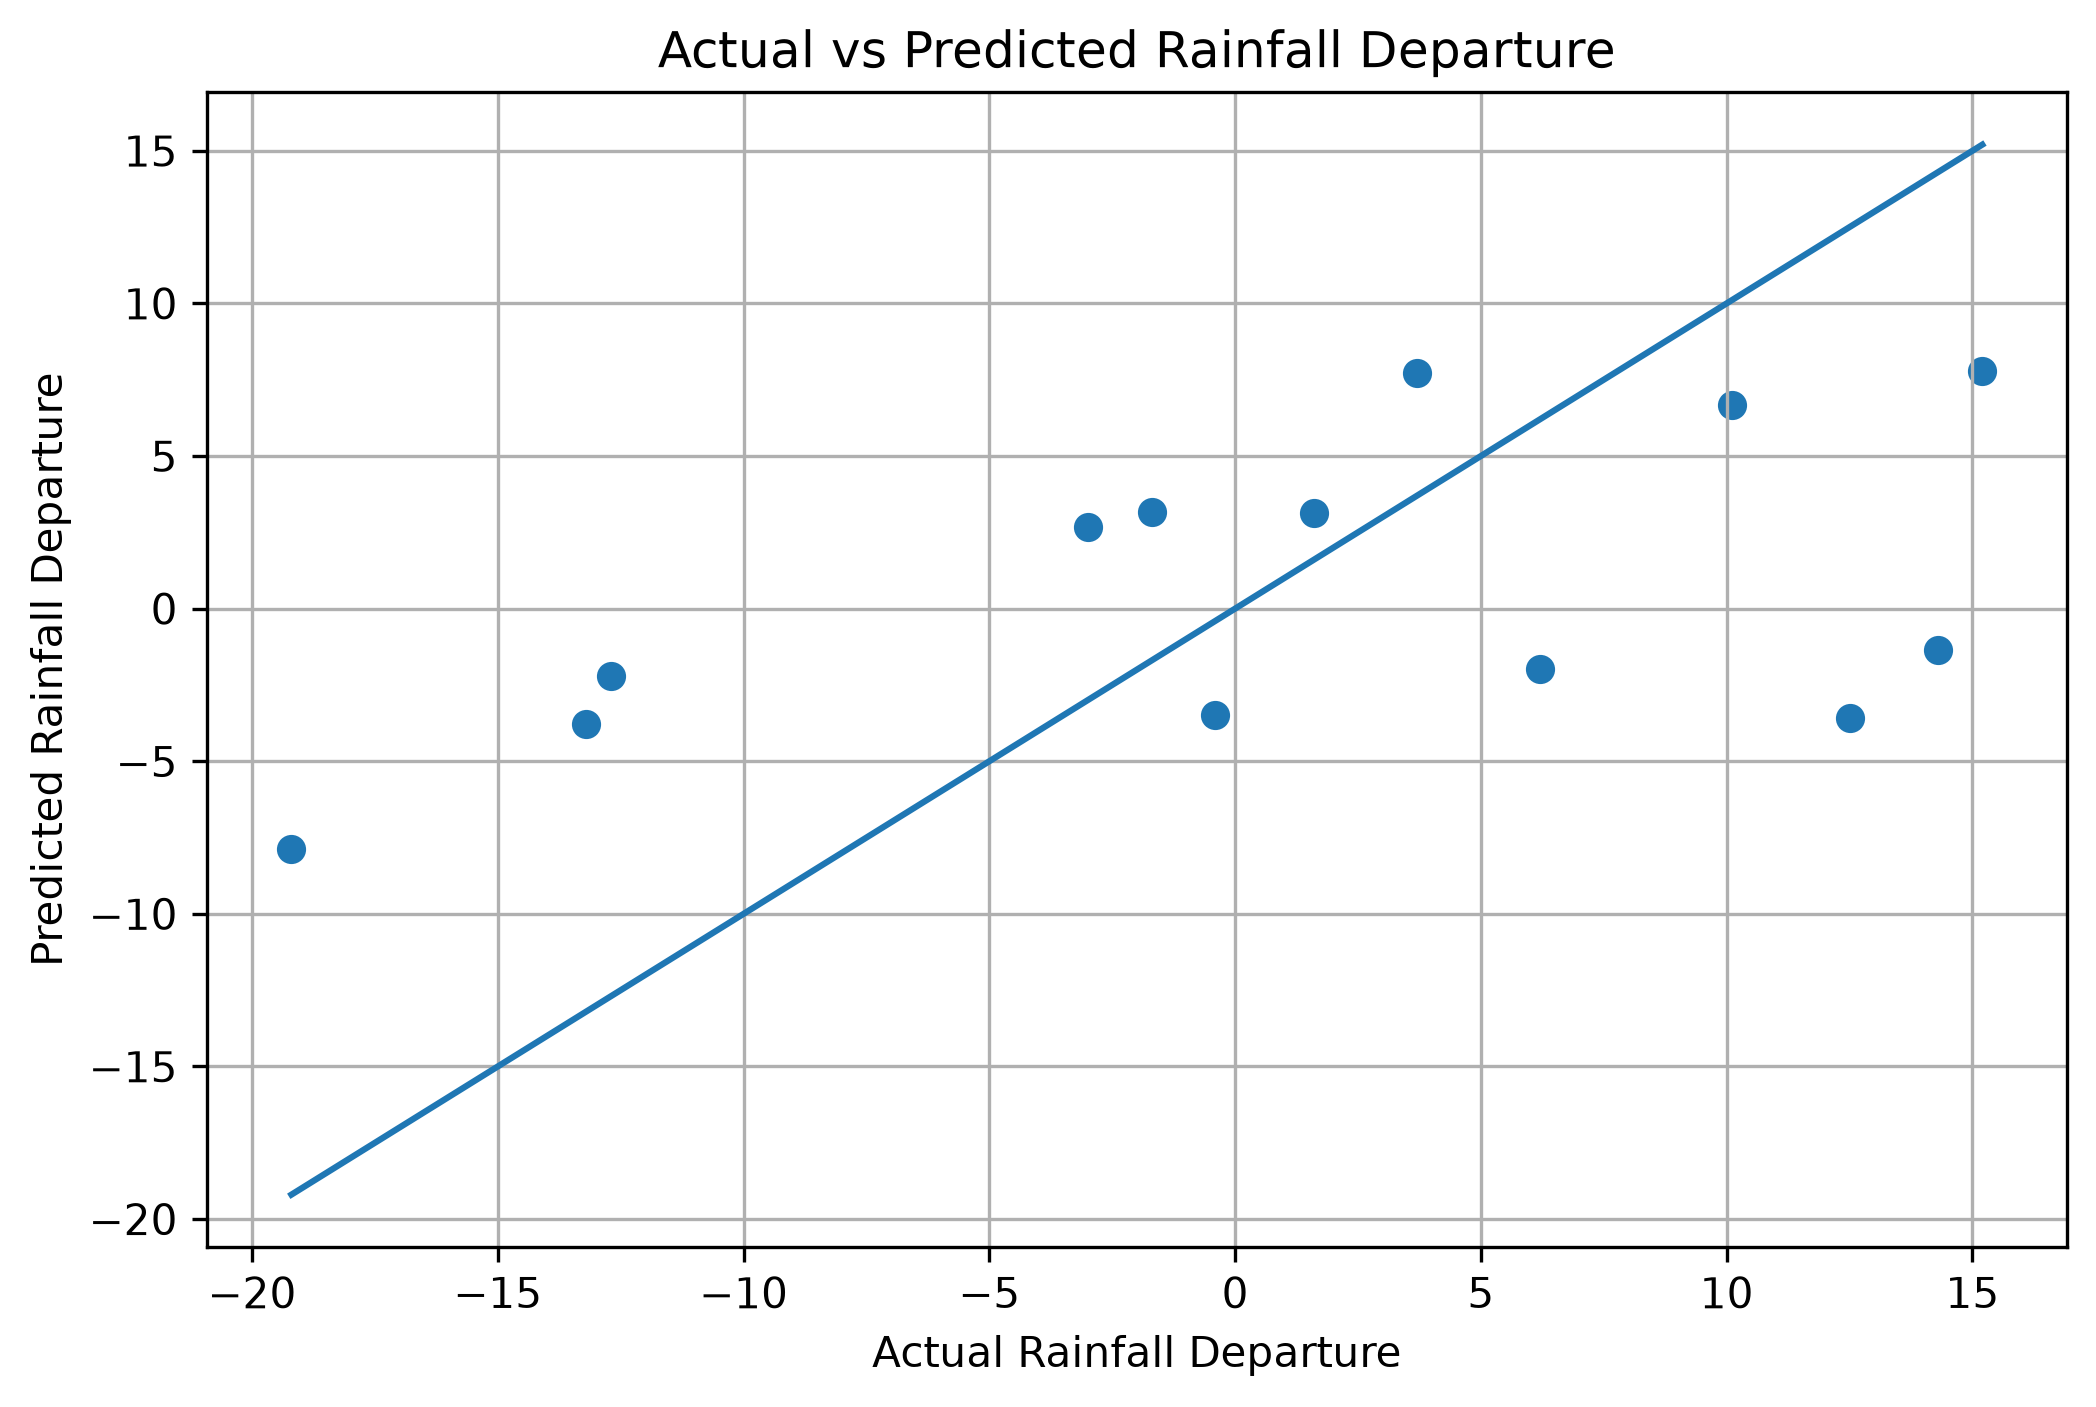 Actual vs Predicted Rainfall Departure
15
10
5
0
−5
−10
−15
−20
Predicted Rainfall Departure
−20 −15 −10 −5 0 5 10 15
Actual Rainfall Departure